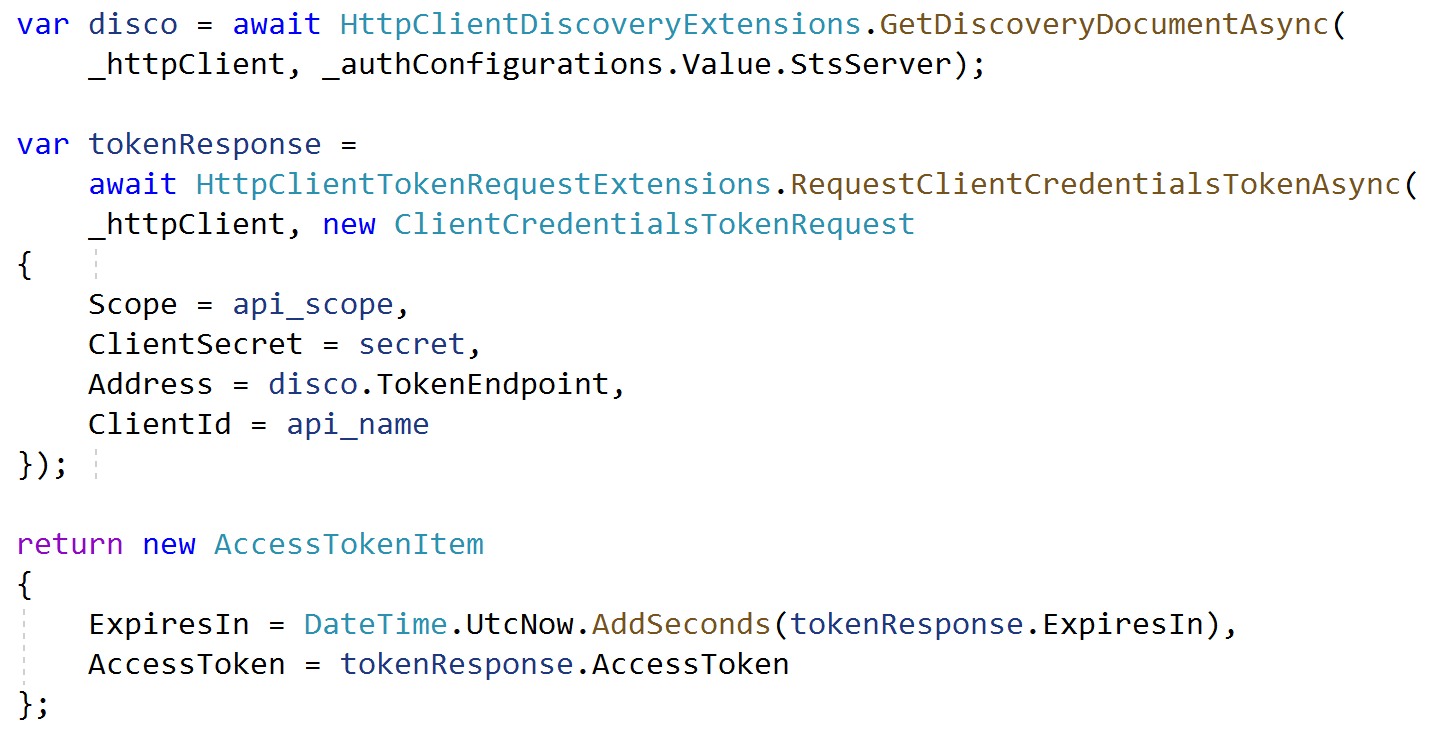 var disco = await HttpClientDiscoveryExtensions.GetDiscoveryDocumentAsync(
    _httpClient, _authConfigurations.Value.StsServer);

var tokenResponse =
    await HttpClientTokenRequestExtensions.RequestClientCredentialsTokenAsync(
    _httpClient, new ClientCredentialsTokenRequest
{
    Scope = api_scope,
    ClientSecret = secret,
    Address = disco.TokenEndpoint,
    ClientId = api_name
});

return new AccessTokenItem
{
    ExpiresIn = DateTime.UtcNow.AddSeconds(tokenResponse.ExpiresIn),
    AccessToken = tokenResponse.AccessToken
};